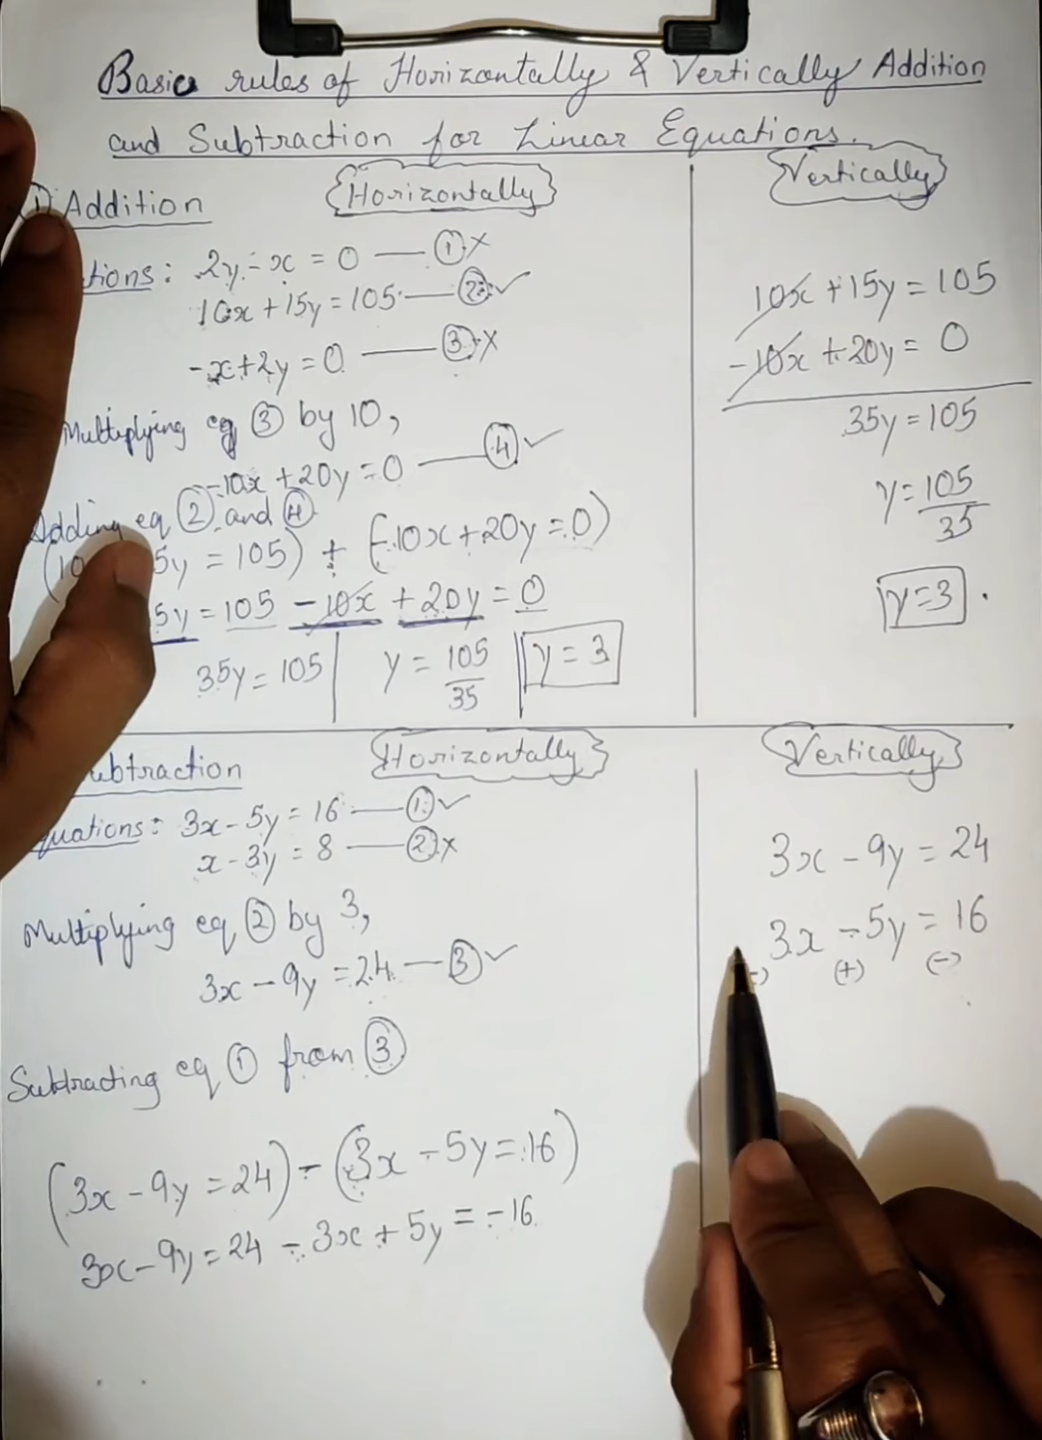 Basic rules of Horizontally & Vertically Addition
and Subtraction for Linear Equations.
① Addition
Horizontally
tions: 2y - x = 0 — ① ×
10x + 15y = 105 — ② ✓
-x + 2y = 0 — ③ ×
Multiplying eq ③ by 10,
-10x + 20y = 0 — ④ ✓
Adding eq ② and ④
(10 5y = 105) + (-10x + 20y = 0)
5y = 105 - 10x + 20y = 0
35y = 105 | y = 105/35 | y = 3
Vertically
10x + 15y = 105
-10x + 20y = 0
35y = 105
y = 105/35
y = 3.
ubtraction
Horizontally
quations: 3x - 5y = 16 — ① ✓
x - 3y = 8 — ② ×
Multiplying eq ② by 3,
3x - 9y = 24 — ③ ✓
Subtracting eq ① from ③
(3x - 9y = 24) - (3x - 5y = 16)
3x - 9y = 24 - 3x + 5y = -16
Vertically
3x - 9y = 24
3x - 5y = 16
-) (+) (-)